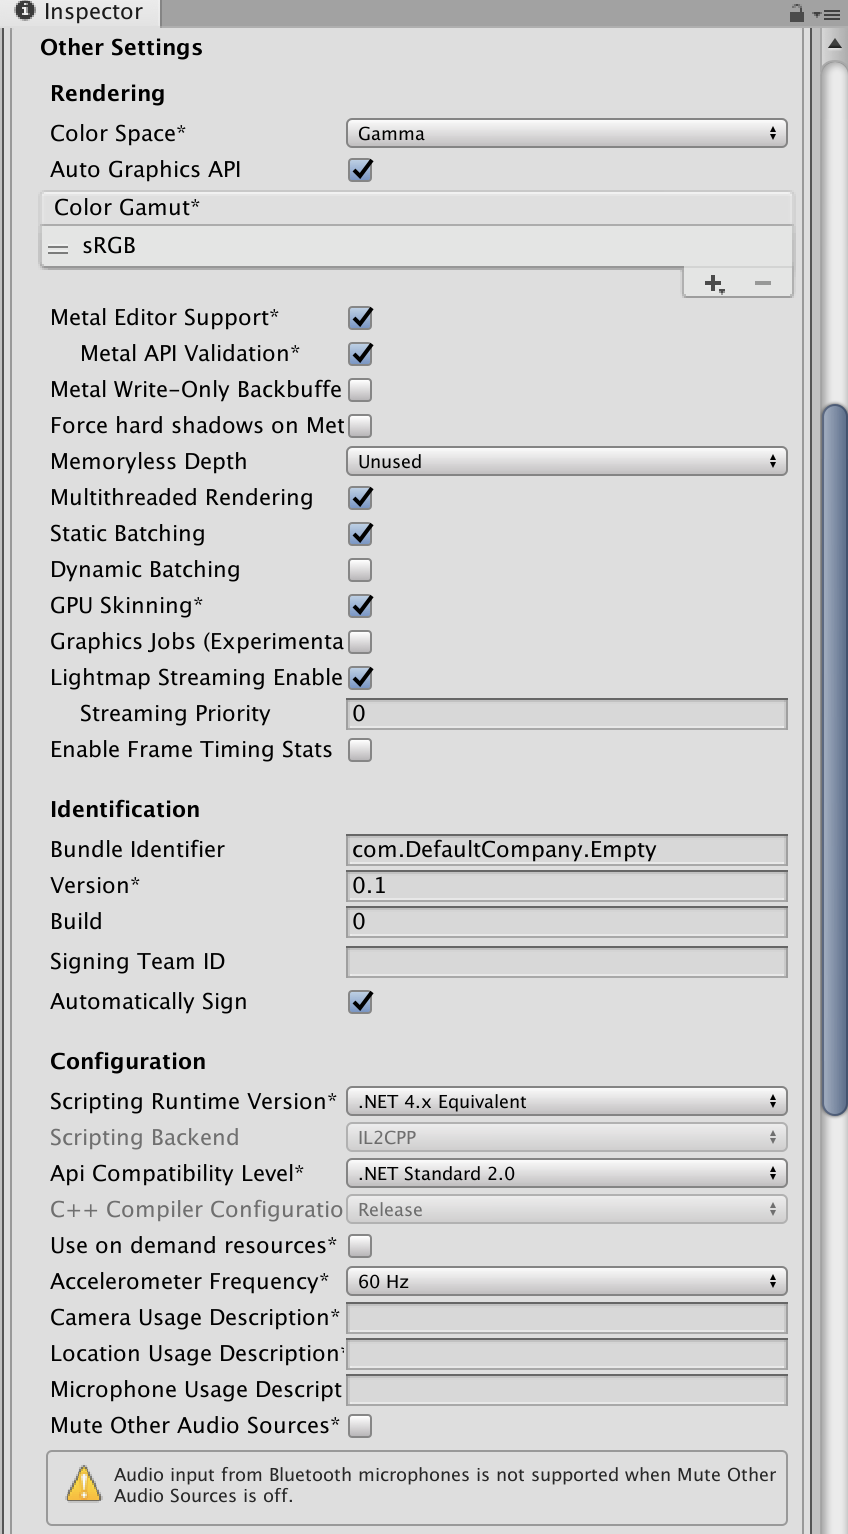 Inspector
Other Settings
Rendering
Color Space* Gamma
Auto Graphics API
Color Gamut*
sRGB
Metal Editor Support*
Metal API Validation*
Metal Write-Only Backbuffe
Force hard shadows on Met
Memoryless Depth Unused
Multithreaded Rendering
Static Batching
Dynamic Batching
GPU Skinning*
Graphics Jobs (Experimenta
Lightmap Streaming Enable
Streaming Priority 0
Enable Frame Timing Stats
Identification
Bundle Identifier com.DefaultCompany.Empty
Version* 0.1
Build 0
Signing Team ID
Automatically Sign
Configuration
Scripting Runtime Version* .NET 4.x Equivalent
Scripting Backend IL2CPP
Api Compatibility Level* .NET Standard 2.0
C++ Compiler Configuratio Release
Use on demand resources*
Accelerometer Frequency* 60 Hz
Camera Usage Description*
Location Usage Description*
Microphone Usage Descript
Mute Other Audio Sources*
Audio input from Bluetooth microphones is not supported when Mute Other
Audio Sources is off.